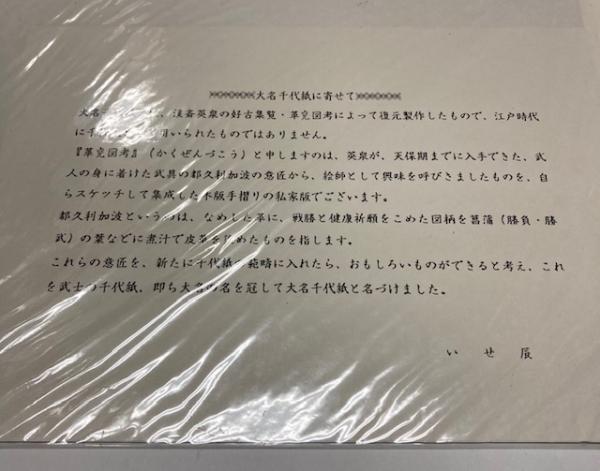 大名千代紙に寄せて
大名、渓斎英泉の好古集覧・革究図考によって復元製作したもので、江戸時代
に千いられたものではありません。
『革究図考』(かくぜんづこう)と申しますのは、英泉が、天保期までに入手できた、武
人の身に着けた武具の都久利加波の意匠から、絵師として興味を呼びきましたものを、自
らスケッチして集成した木版手摺りの私家版でございます。
都久利加波というのは、なめした革に、戦勝と健康祈願をこめた図柄を菖蒲(勝負・勝
武)の葉などに煮汁で皮革をめたものを指します。
これらの意匠を、新たに千代紙の範疇に入れたら、おもしろいものができると考え、これ
を武士の千代紙、即ち大名の名を冠して大名千代紙と名づけました。
いせ辰